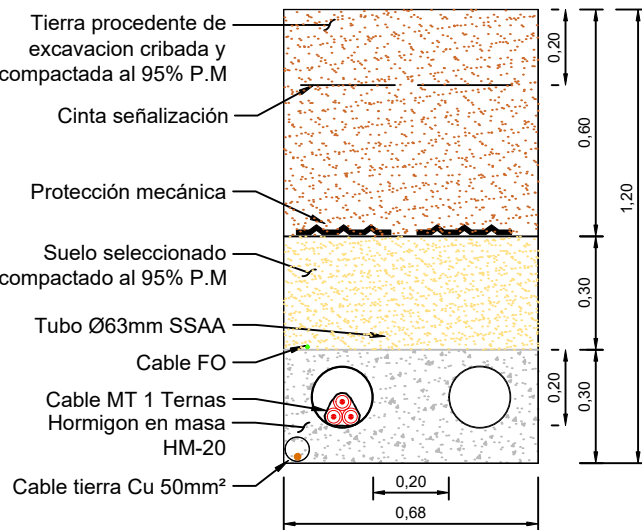 Tierra procedente de
excavacion cribada y
compactada al 95% P.M
Cinta señalización
Protección mecánica
Suelo seleccionado
compactado al 95% P.M
Tubo Ø63mm SSAA
Cable FO
Cable MT 1 Ternas
Hormigon en masa
HM-20
Cable tierra Cu 50mm²
0,20
0,60
1,20
0,30
0,20
0,30
0,20
0,68